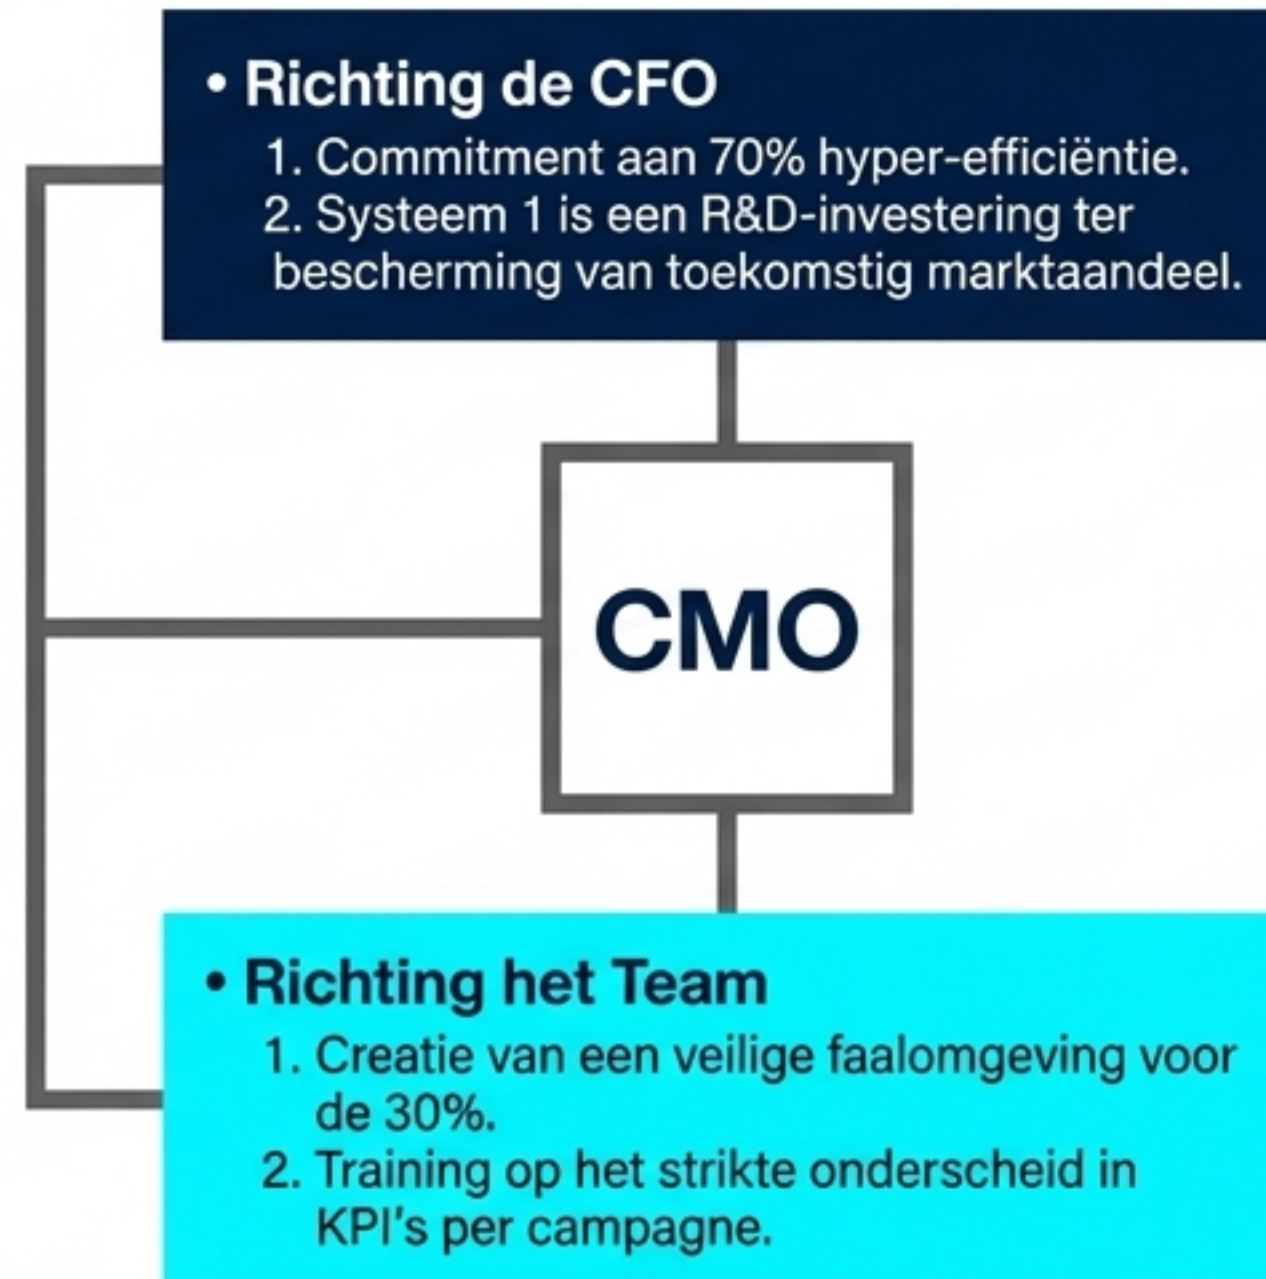 • Richting de CFO
1. Commitment aan 70% hyper-efficiëntie.
2. Systeem 1 is een R&D-investering ter
bescherming van toekomstig marktaandeel.
CMO
• Richting het Team
1. Creatie van een veilige faalomgeving voor
de 30%.
2. Training op het strikte onderscheid in
KPI's per campagne.